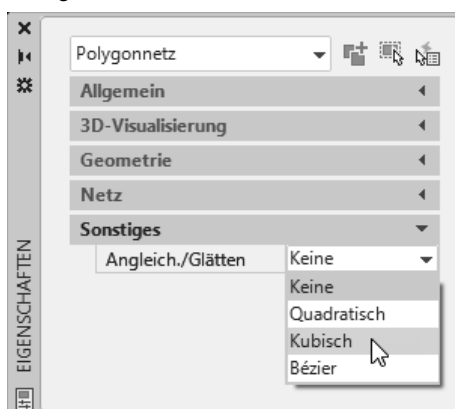 Polygonnetz
Allgemein
3D-Visualisierung
Geometrie
Netz
Sonstiges
Angleich./Glätten Keine
Keine
Quadratisch
Kubisch
Bézier
EIGENSCHAFTEN